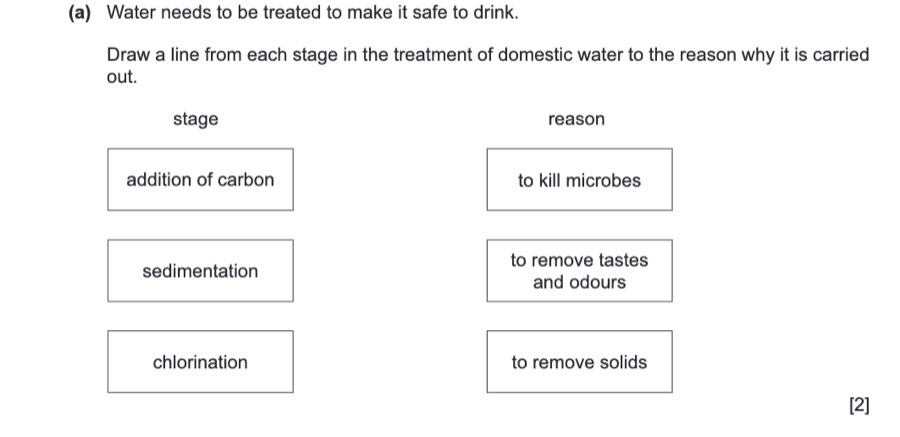 (a) Water needs to be treated to make it safe to drink.
Draw a line from each stage in the treatment of domestic water to the reason why it is carried
out.
stage
reason
addition of carbon
to kill microbes
sedimentation
to remove tastes
and odours
chlorination
to remove solids
[2]